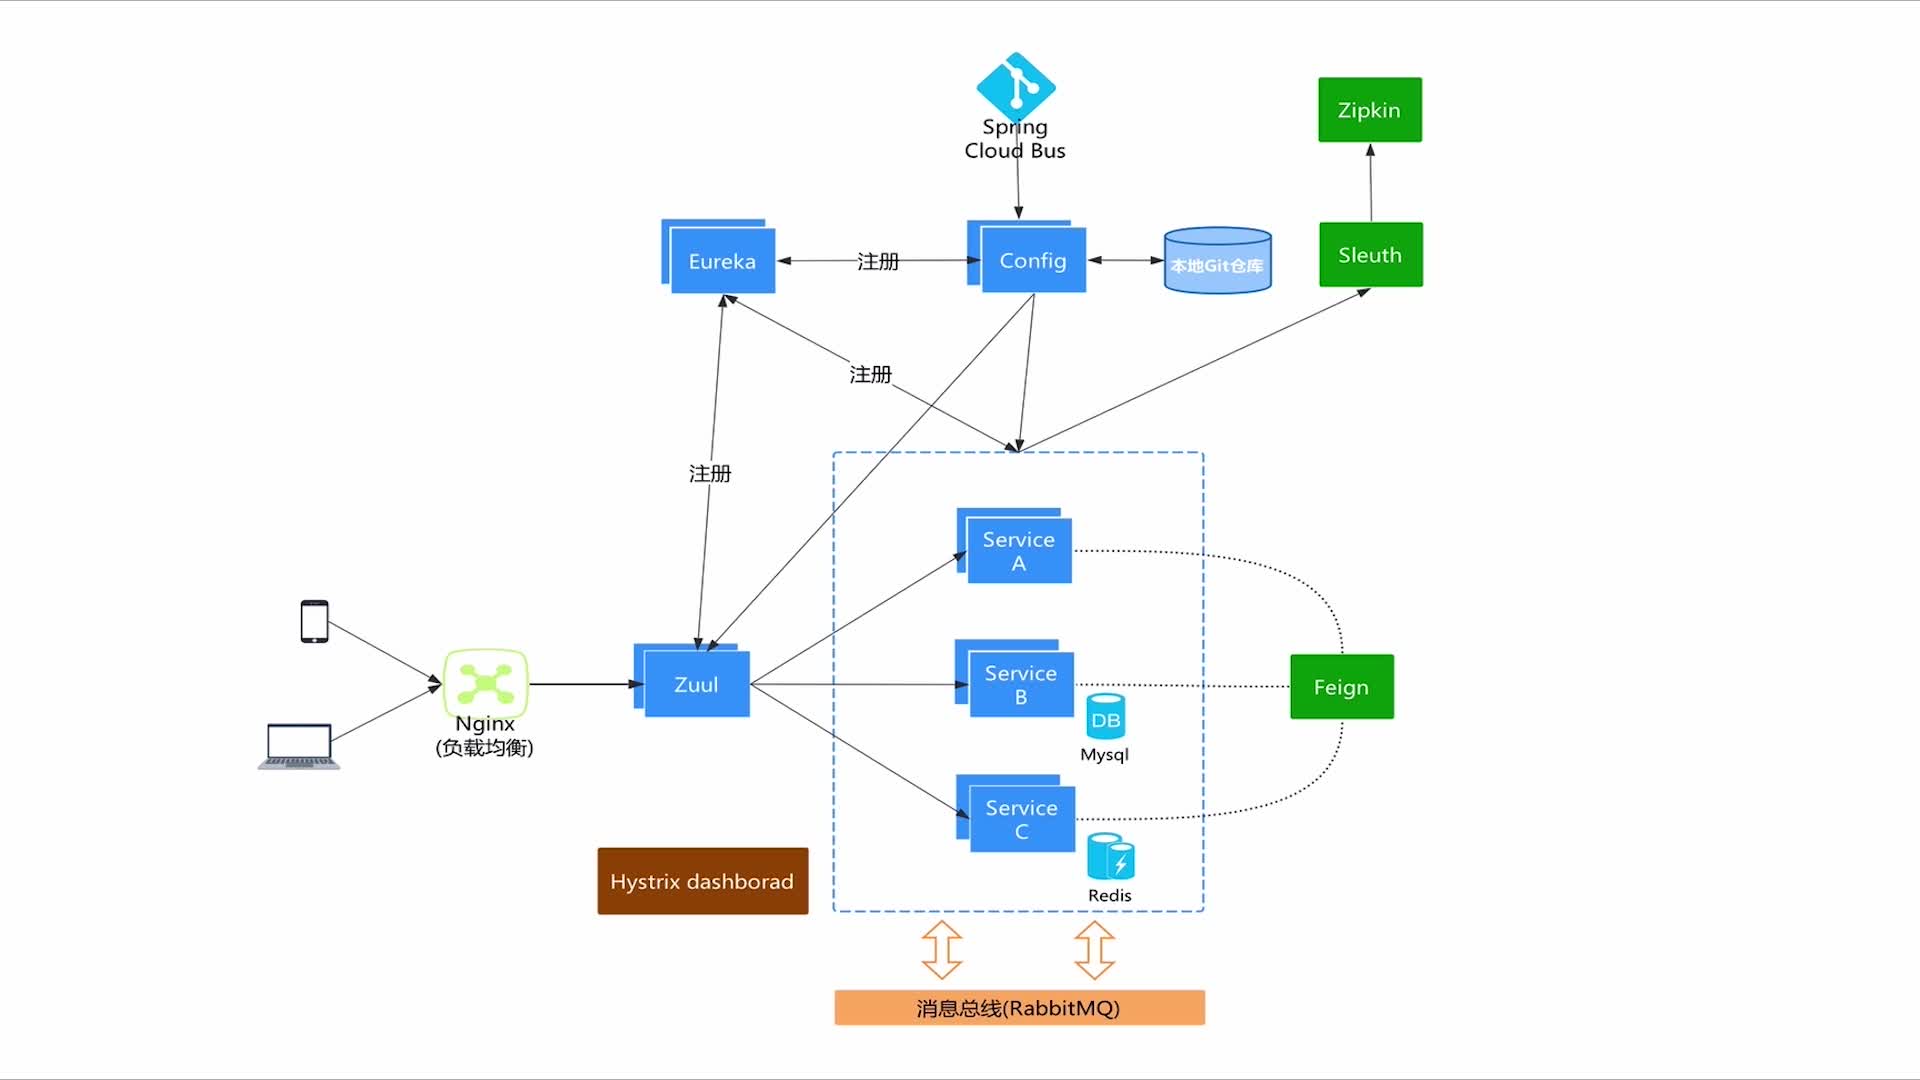 Spring
Cloud Bus
Zipkin
Eureka
注册
Config
本地Git仓库
Sleuth
注册
注册
Service
A
Zuul
Service
B
Feign
Nginx
(负载均衡)
DB
Mysql
Service
C
Hystrix dashborad
Redis
消息总线(RabbitMQ)